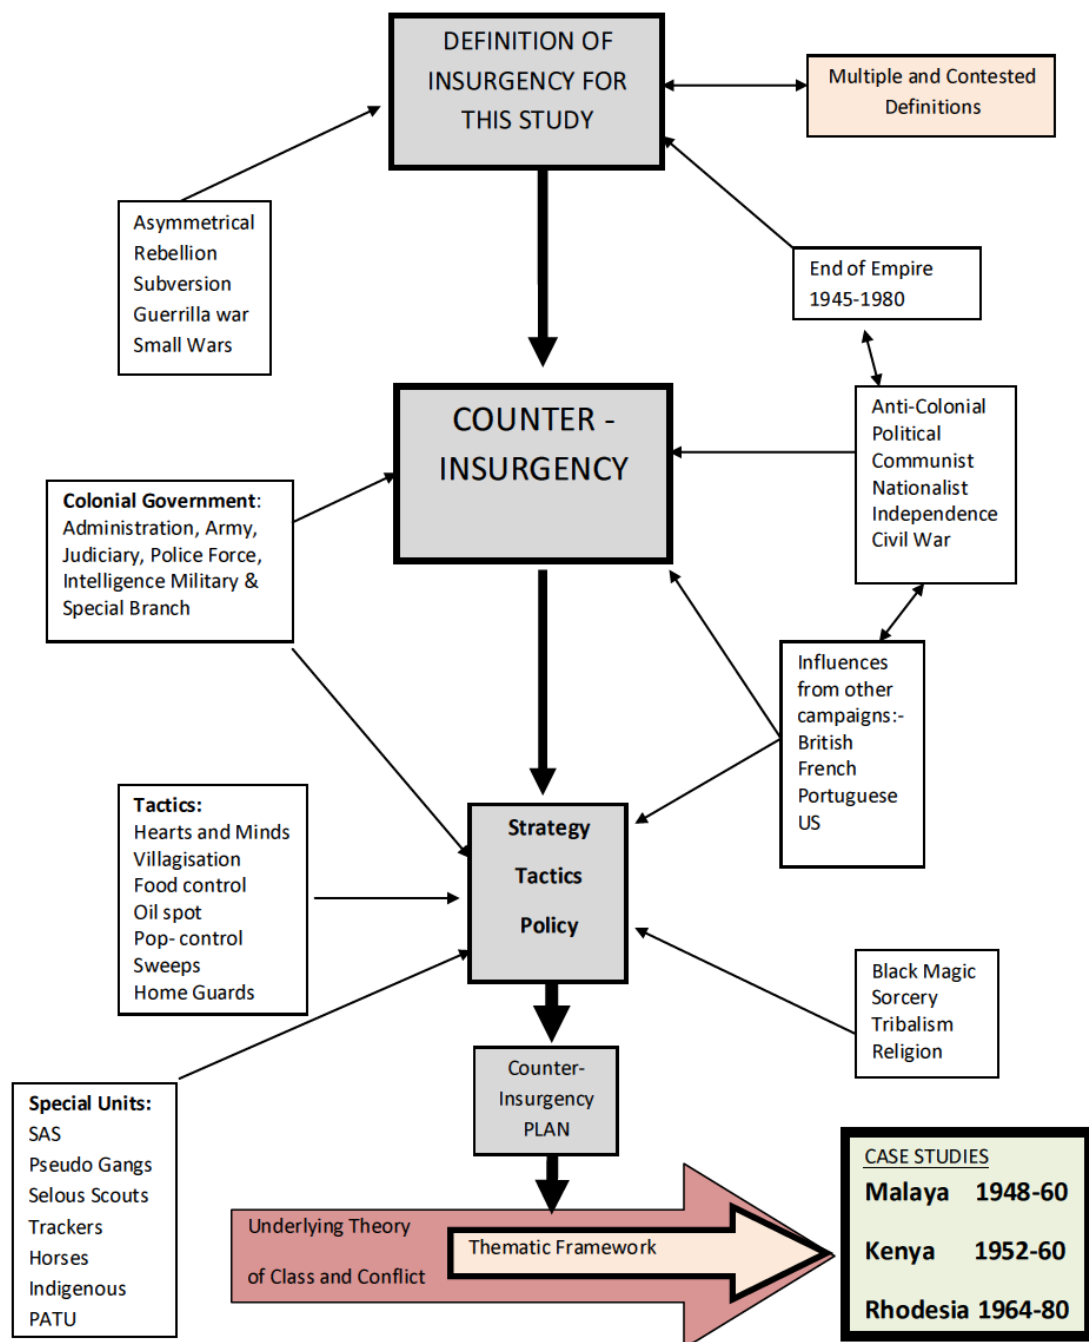 DEFINITION OF
INSURGENCY FOR
THIS STUDY
Multiple and Contested
Definitions
Asymmetrical
Rebellion
Subversion
Guerrilla war
Small Wars
End of Empire
1945-1980
COUNTER -
INSURGENCY
Anti-Colonial
Political
Communist
Nationalist
Independence
Civil War
Colonial Government:
Administration, Army,
Judiciary, Police Force,
Intelligence Military &
Special Branch
Influences
from other
campaigns:-
British
French
Portuguese
US
Tactics:
Hearts and Minds
Villagisation
Food control
Oil spot
Pop- control
Sweeps
Home Guards
Strategy
Tactics
Policy
Black Magic
Sorcery
Tribalism
Religion
Counter-
Insurgency
PLAN
Special Units:
SAS
Pseudo Gangs
Selous Scouts
Trackers
Horses
Indigenous
PATU
Underlying Theory
of Class and Conflict
Thematic Framework
CASE STUDIES
Malaya 1948-60
Kenya 1952-60
Rhodesia 1964-80